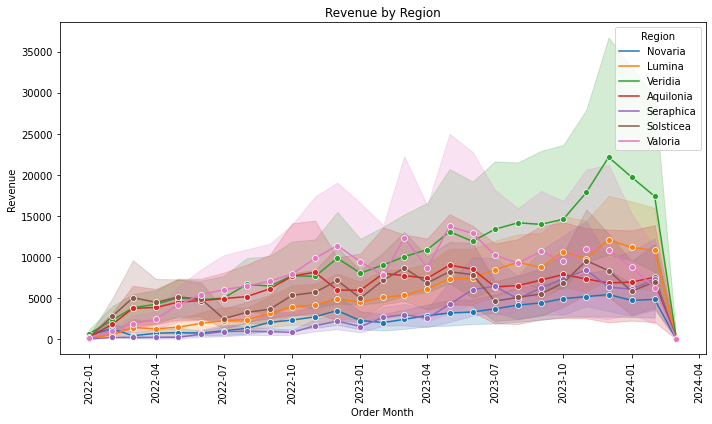 Revenue by Region
Revenue
35000
30000
25000
20000
15000
10000
5000
0
Region
Novaria
Lumina
Veridia
Aquilonia
Seraphica
Solsticea
Valoria
2022-01
2022-04
2022-07
2022-10
2023-01
2023-04
2023-07
2023-10
2024-01
2024-04
Order Month